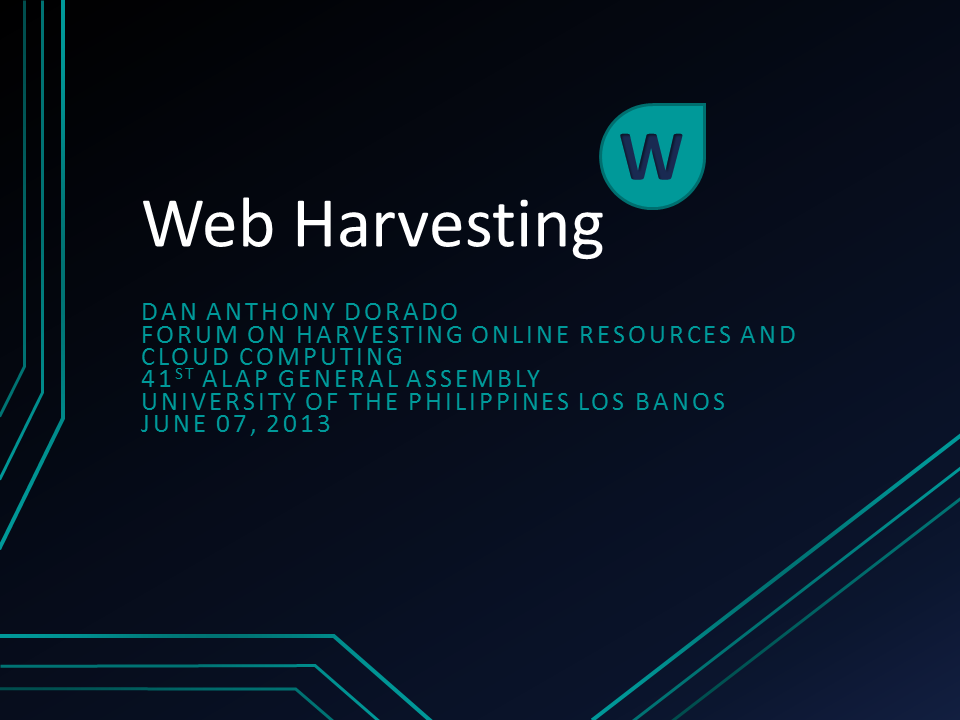 W
Web Harvesting
DAN ANTHONY DORADO
FORUM ON HARVESTING ONLINE RESOURCES AND
CLOUD COMPUTING
41ST ALAP GENERAL ASSEMBLY
UNIVERSITY OF THE PHILIPPINES LOS BANOS
JUNE 07, 2013